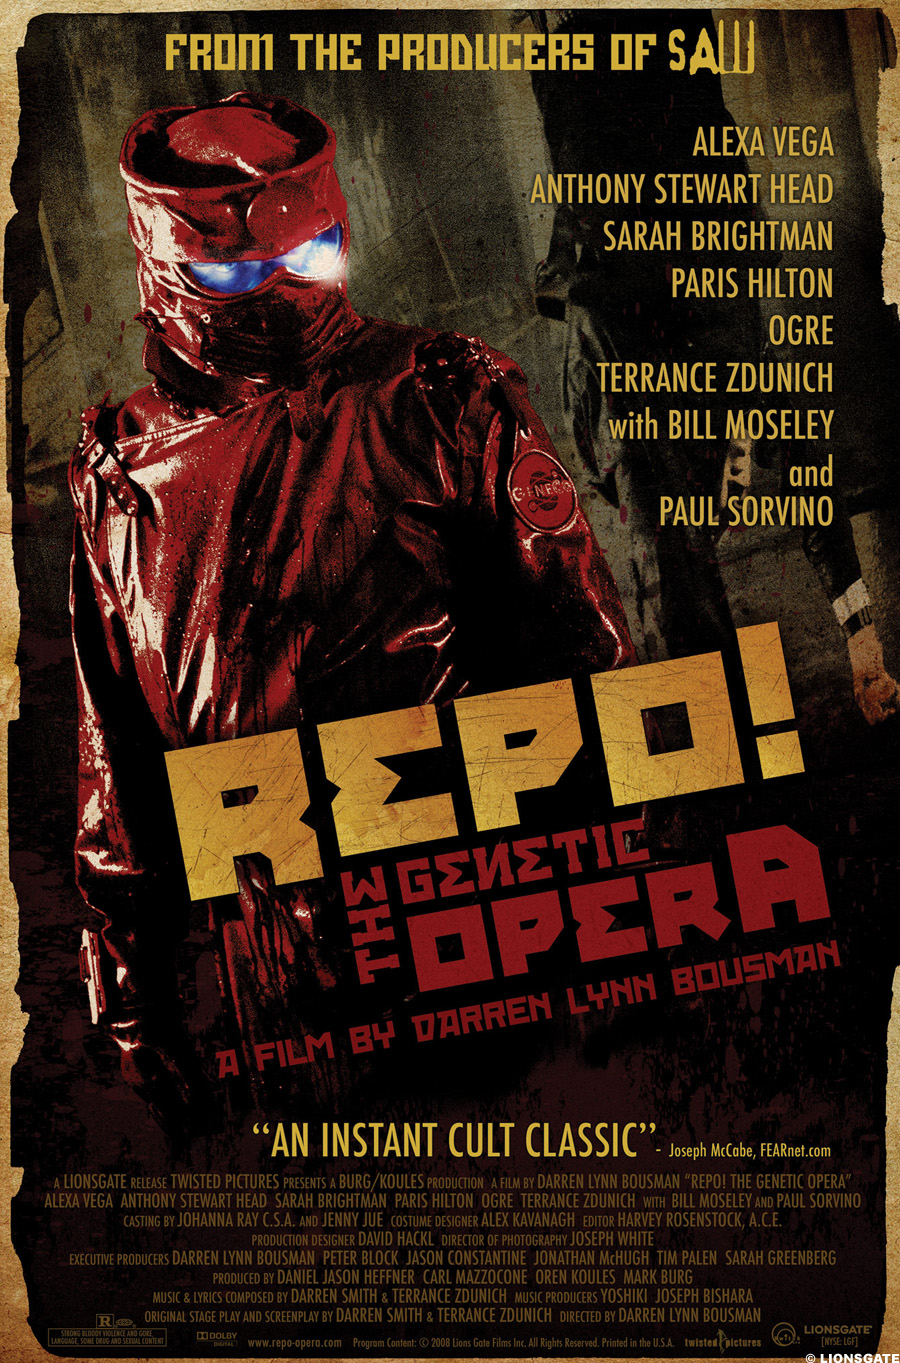 FROM THE PRODUCERS OF SAW
ALEXA VEGA
ANTHONY STEWART HEAD
SARAH BRIGHTMAN
PARIS HILTON
OGRE
TERRANCE ZDUNICH
with BILL MOSELEY
and
PAUL SORVINO
REPO!
THE GENETIC
OPERA
A FILM BY DARREN LYNN BOUSMAN
“AN INSTANT CULT CLASSIC” - Joseph McCabe, FEARnet.com
A LIONSGATE RELEASE TWISTED PICTURES PRESENTS A BURG/KOULES PRODUCTION A FILM BY DARREN LYNN BOUSMAN “REPO! THE GENETIC OPERA”
ALEXA VEGA ANTHONY STEWART HEAD SARAH BRIGHTMAN PARIS HILTON OGRE TERRANCE ZDUNICH WITH BILL MOSELEY AND PAUL SORVINO
CASTING BY JOHANNA RAY C.S.A. AND JENNY JUE COSTUME DESIGNER ALEX KAVANAGH EDITOR HARVEY ROSENSTOCK, A.C.E.
PRODUCTION DESIGNER DAVID HACKL DIRECTOR OF PHOTOGRAPHY JOSEPH WHITE
EXECUTIVE PRODUCERS DARREN LYNN BOUSMAN PETER BLOCK JASON CONSTANTINE JONATHAN McHUGH TIM PALEN SARAH GREENBERG
PRODUCED BY DANIEL JASON HEFFNER CARL MAZZOCONE OREN KOULES MARK BURG
MUSIC & LYRICS COMPOSED BY DARREN SMITH & TERRANCE ZDUNICH MUSIC PRODUCERS YOSHIKI JOSEPH BISHARA
ORIGINAL STAGE PLAY AND SCREENPLAY BY DARREN SMITH & TERRANCE ZDUNICH DIRECTED BY DARREN LYNN BOUSMAN
R
STRONG BLOODY VIOLENCE AND GORE,
LANGUAGE, SOME DRUG AND SEXUAL CONTENT
DOLBY
DIGITAL
www.repo-opera.com Program Content: © 2008 Lions Gate Films Inc. All Rights Reserved. Printed in the U.S.A.
twisted pictures
LIONSGATE
[NYSE: LGF]
© LIONSGATE